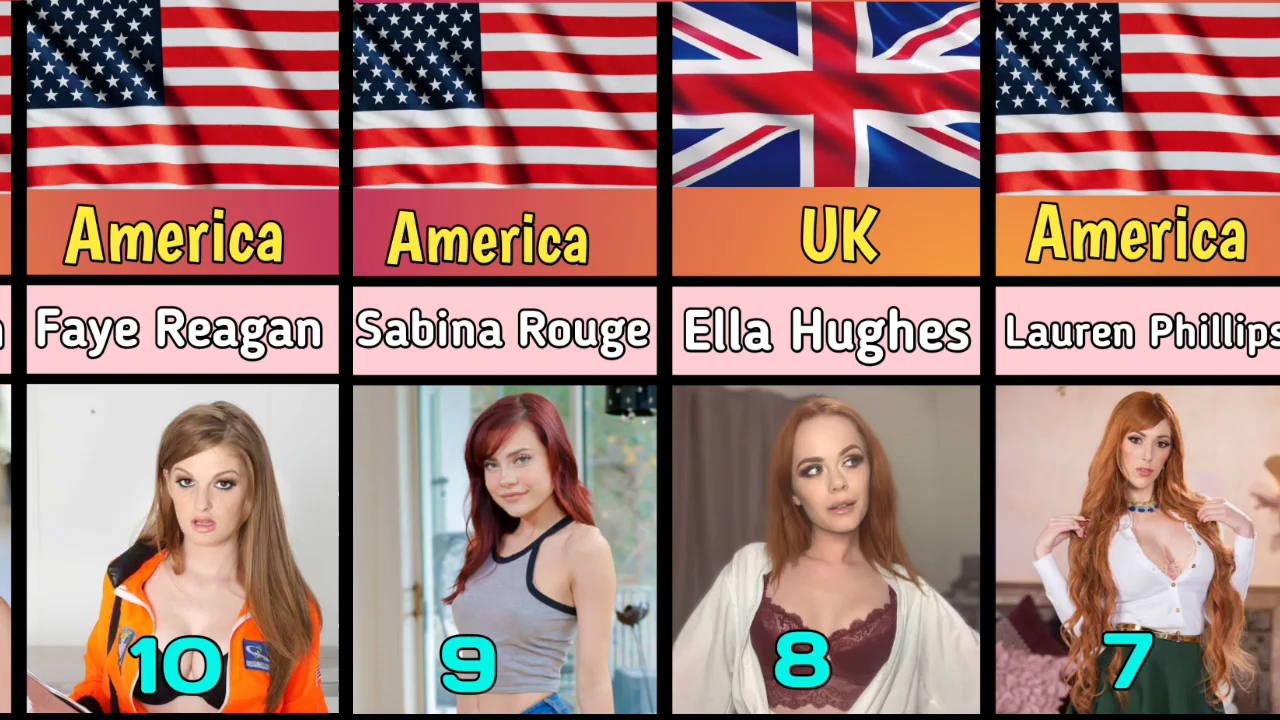 America
America
UK
America
Faye Reagan
Sabina Rouge
Ella Hughes
Lauren Phillips
10
9
8
7